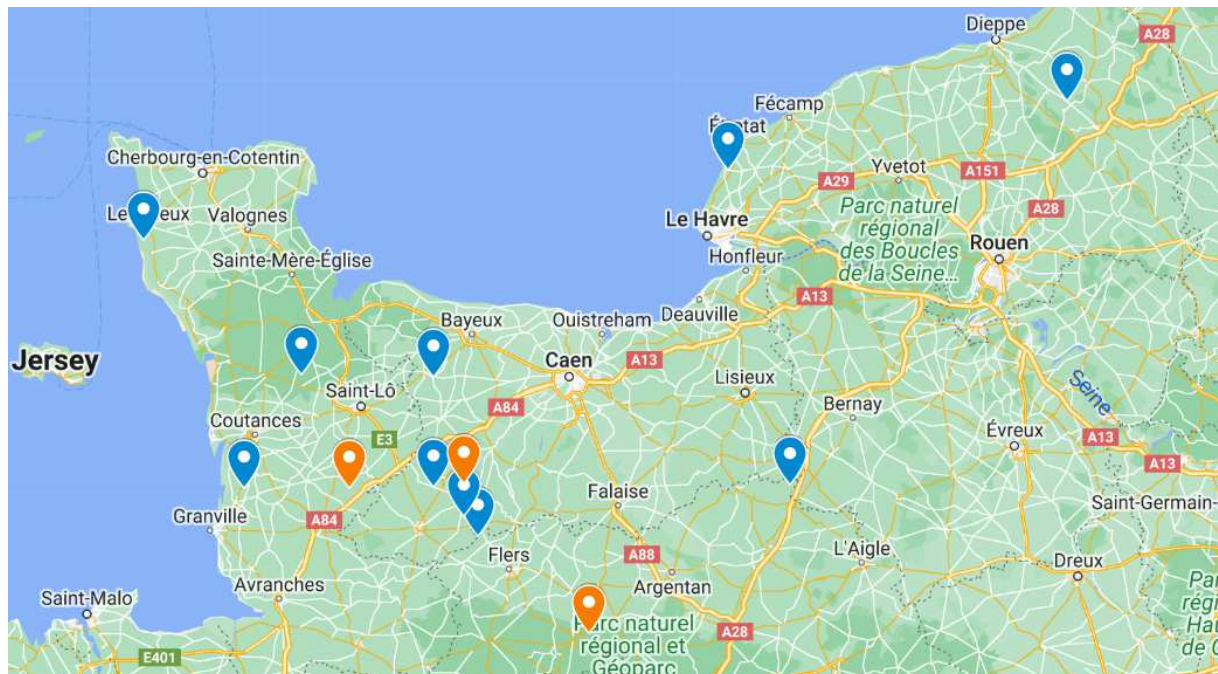 Dieppe
A28
Fécamp
Cherbourg-en-Cotentin
Yvetot
A151
A29
Valognes
Le Havre
Parc naturel
régional
des Boucles
de la Seine...
A28
Rouen
Sainte-Mère-Église
Honfleur
A13
Bayeux
Ouistreham
Deauville
Jersey
Caen
A13
Lisieux
Seine
Saint-Lô
A84
Bernay
Coutances
E3
Évreux
A13
A13
Falaise
Saint-Germain-
Granville
A84
Flers
A88
L'Aigle
Dreux
Avranches
Argentan
Saint-Malo
Parc naturel
régional et
Géoparc
A28
E401